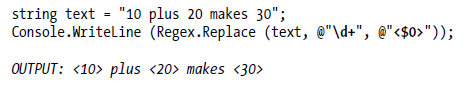 string text = "10 plus 20 makes 30";
Console.WriteLine (Regex.Replace (text, @"\d+", @"<$0>"));
OUTPUT: <10> plus <20> makes <30>